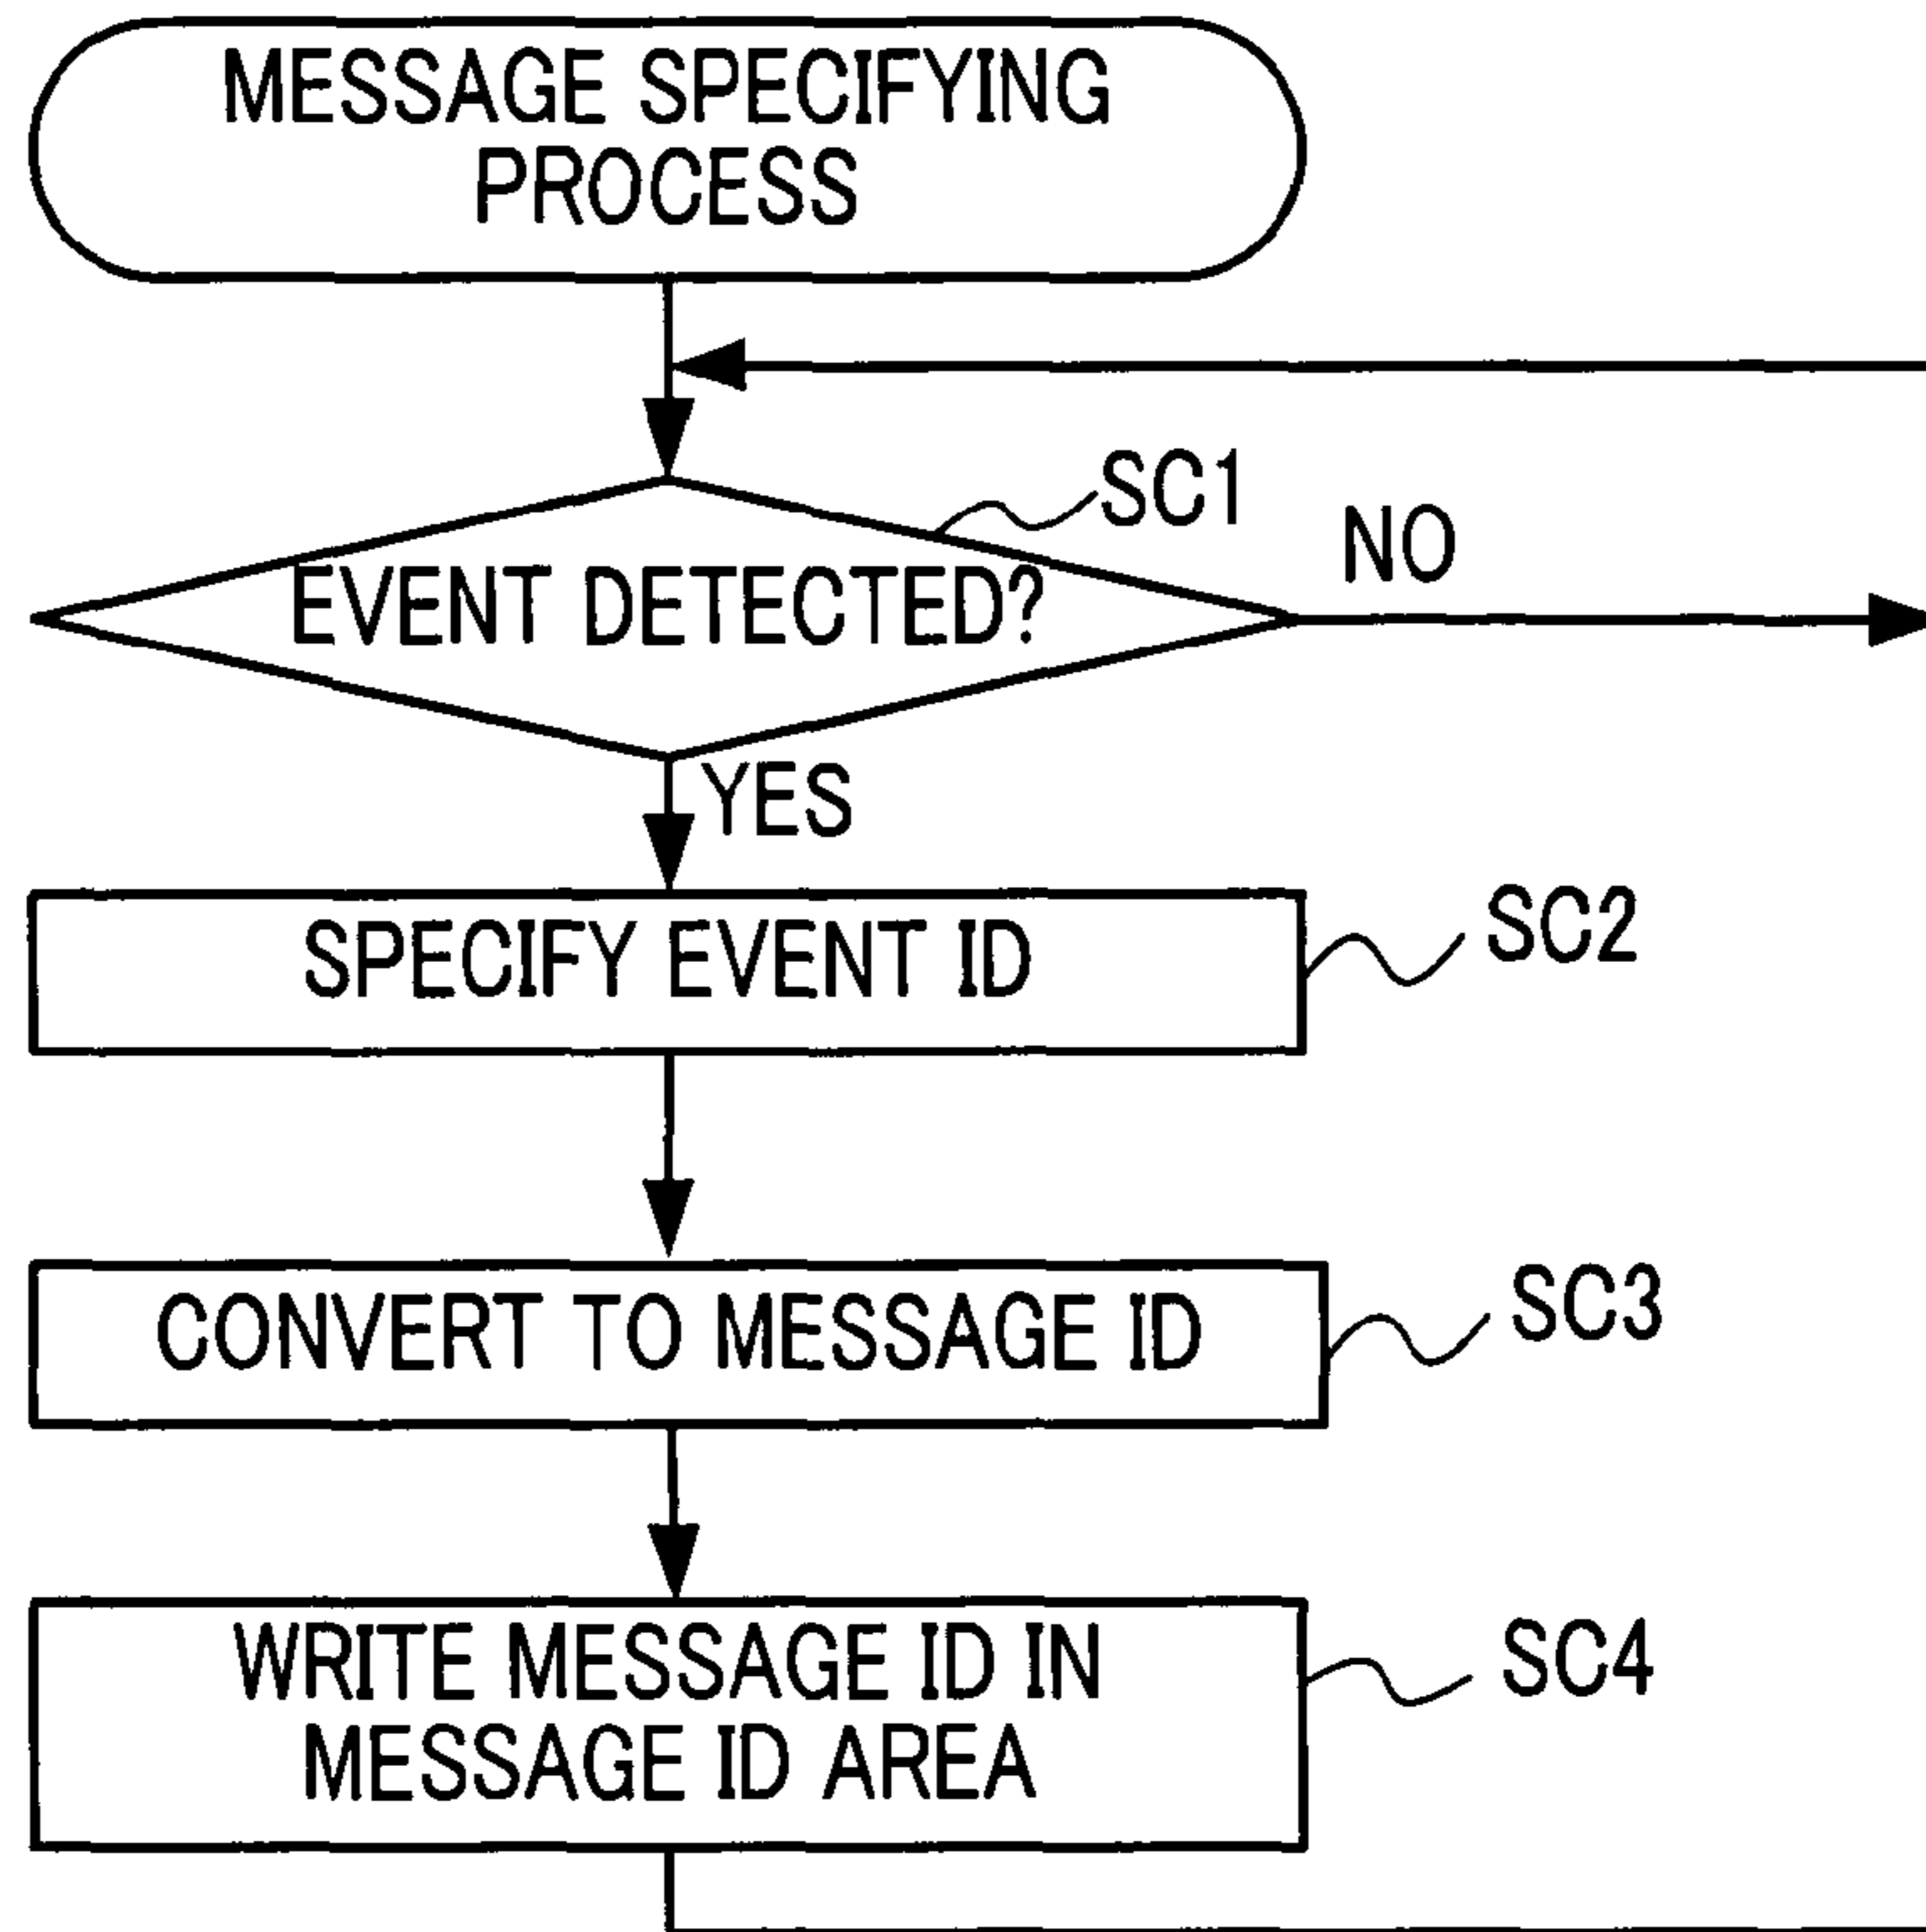 MESSAGE SPECIFYING
PROCESS
SC1
NO
EVENT DETECTED?
YES
SPECIFY EVENT ID
SC2
CONVERT TO MESSAGE ID
SC3
WRITE MESSAGE ID IN
MESSAGE ID AREA
SC4